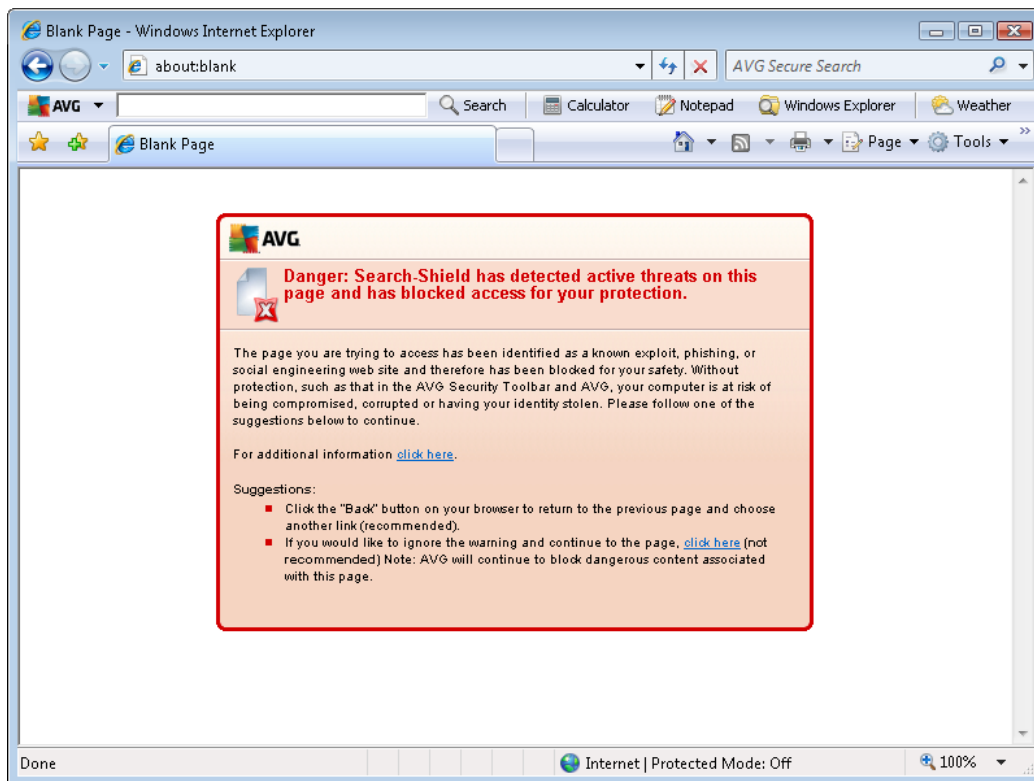 Blank Page - Windows Internet Explorer
about:blank
AVG Secure Search
AVG
Search
Calculator
Notepad
Windows Explorer
Weather
Blank Page
Page
Tools
AVG
Danger: Search-Shield has detected active threats on this
page and has blocked access for your protection.
The page you are trying to access has been identified as a known exploit, phishing, or
social engineering web site and therefore has been blocked for your safety. Without
protection, such as that in the AVG Security Toolbar and AVG, your computer is at risk of
being compromised, corrupted or having your identity stolen. Please follow one of the
suggestions below to continue.
For additional information click here.
Suggestions:
Click the "Back" button on your browser to return to the previous page and choose
another link (recommended).
If you would like to ignore the warning and continue to the page, click here (not
recommended) Note: AVG will continue to block dangerous content associated
with this page.
Done
Internet | Protected Mode: Off
100%